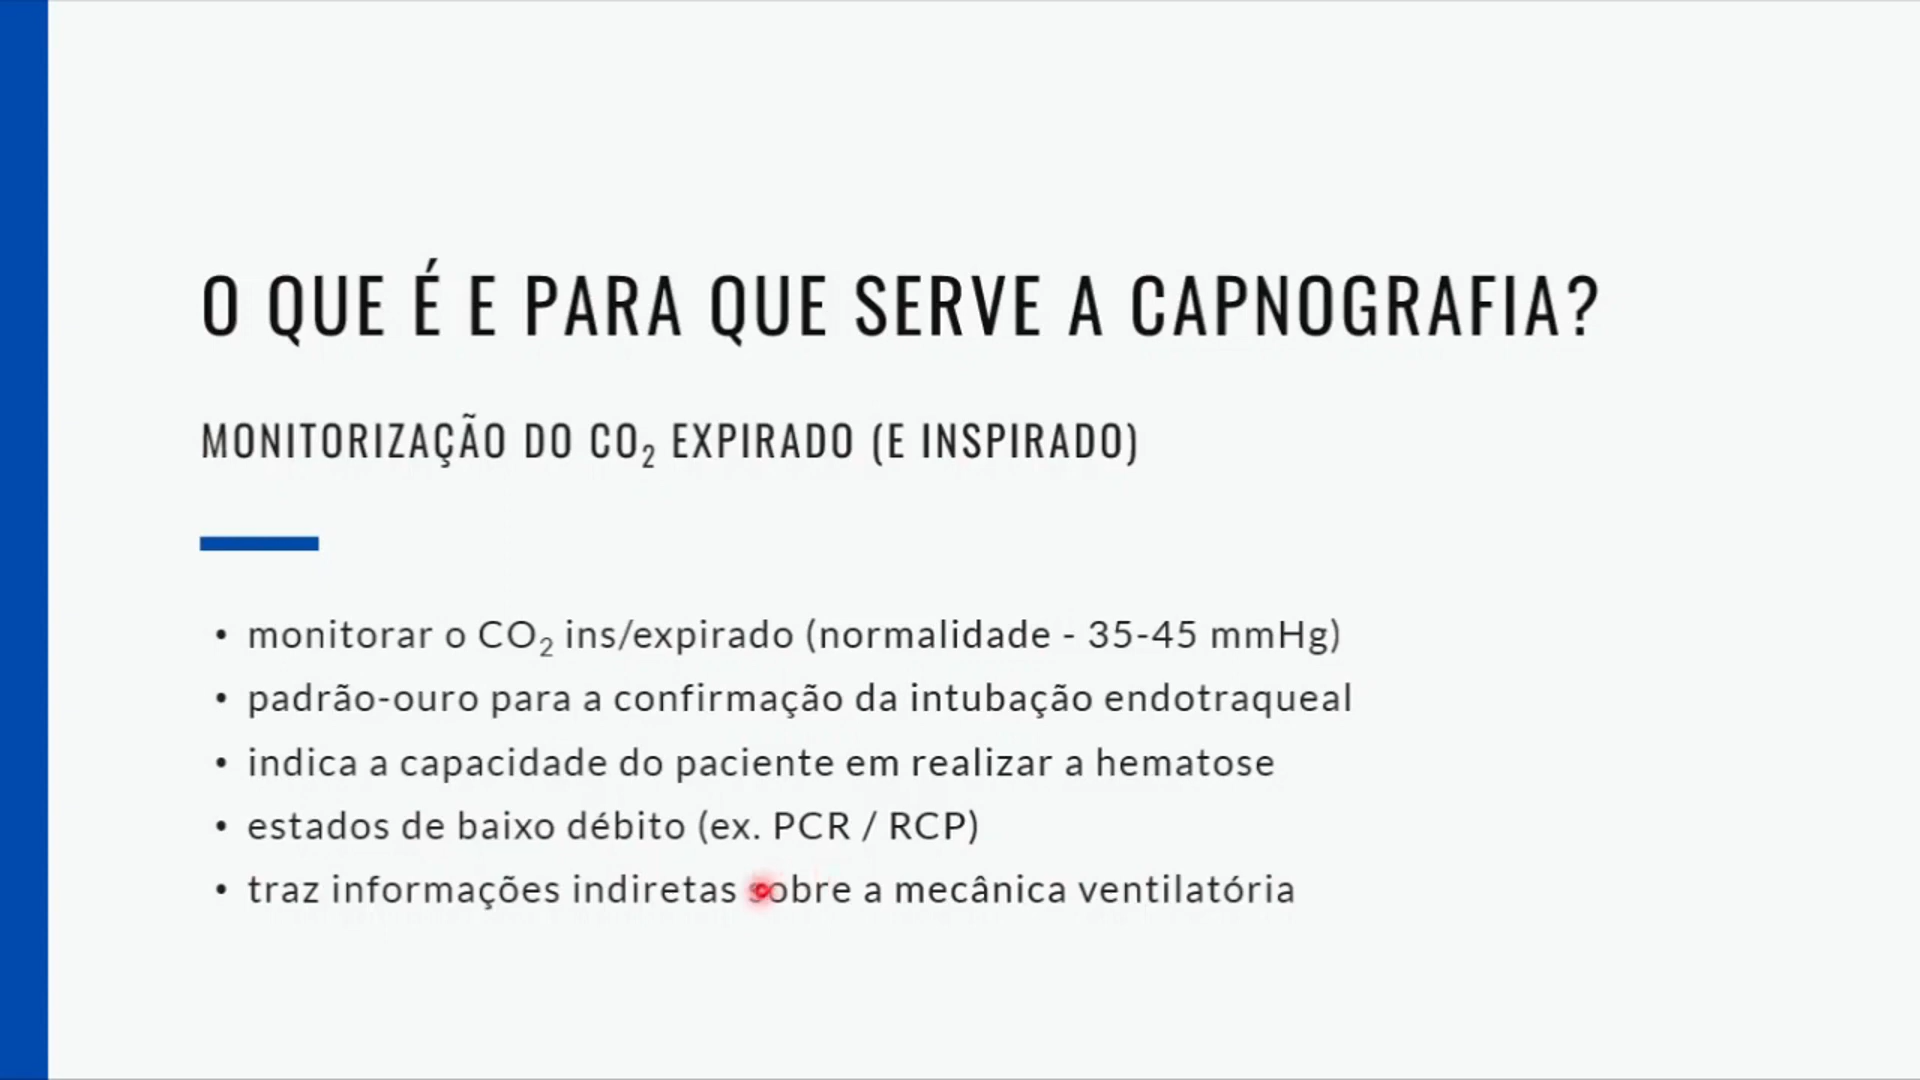 O QUE É E PARA QUE SERVE A CAPNOGRAFIA?
MONITORIZAÇÃO DO CO₂ EXPIRADO (E INSPIRADO)
• monitorar o CO₂ ins/expirado (normalidade - 35-45 mmHg)
• padrão-ouro para a confirmação da intubação endotraqueal
• indica a capacidade do paciente em realizar a hematose
• estados de baixo débito (ex. PCR / RCP)
• traz informações indiretas sobre a mecânica ventilatória